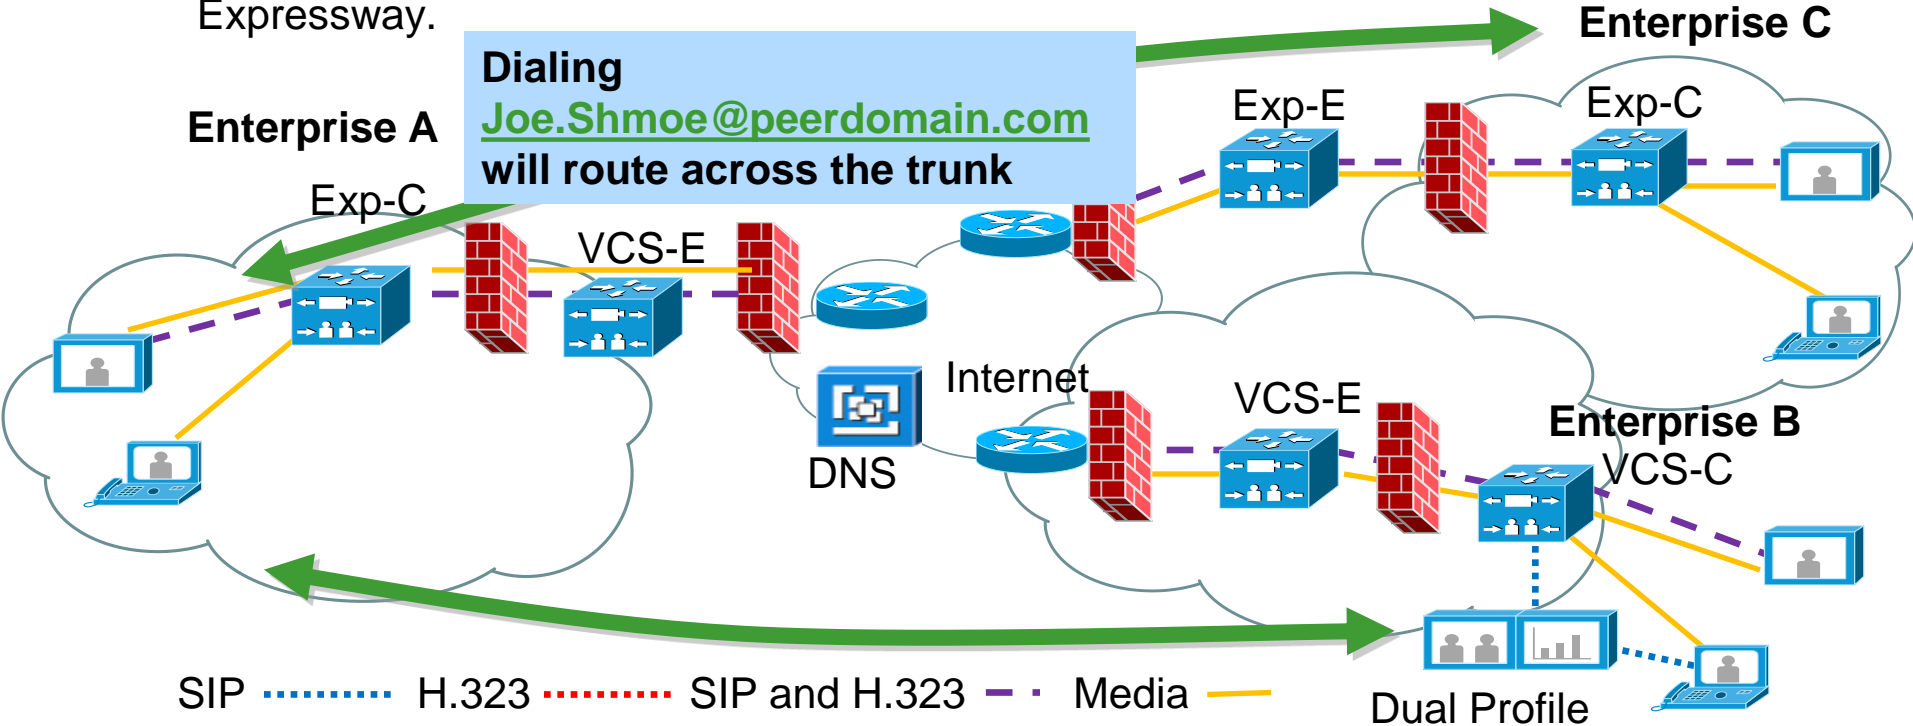 Expressway.
Enterprise C
Dialing
Joe.Shmoe@peerdomain.com
will route across the trunk
Enterprise A
Exp-E
Exp-C
Exp-C
VCS-E
Internet
VCS-E
Enterprise B
VCS-C
DNS
SIP
H.323
SIP and H.323
Media
Dual Profile